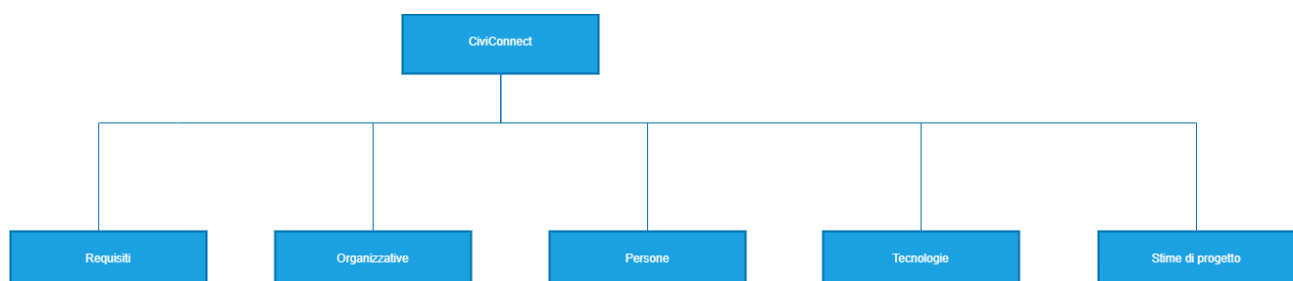 CiviConnect
Requisiti
Organizzative
Persone
Tecnologie
Stime di progetto